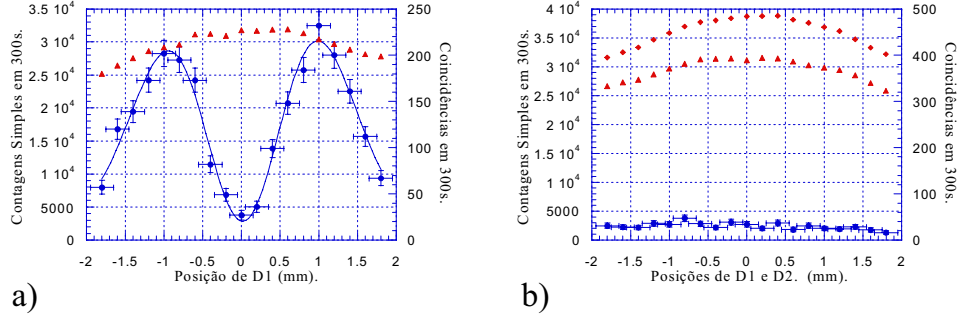 3.5 10⁴
3 10⁴
2.5 10⁴
2 10⁴
1.5 10⁴
1 10⁴
5000
0
Contagens Simples em 300s.
250
200
150
100
50
0
Coincidências em 300s.
-2 -1.5 -1 -0.5 0 0.5 1 1.5 2
Posição de D1 (mm).
a)
4 10⁴
3.5 10⁴
3 10⁴
2.5 10⁴
2 10⁴
1.5 10⁴
1 10⁴
5000
0
Contagens Simples em 300s.
500
400
300
200
100
0
Coincidências em 300s.
-2 -1.5 -1 -0.5 0 0.5 1 1.5 2
Posições de D1 e D2. (mm).
b)